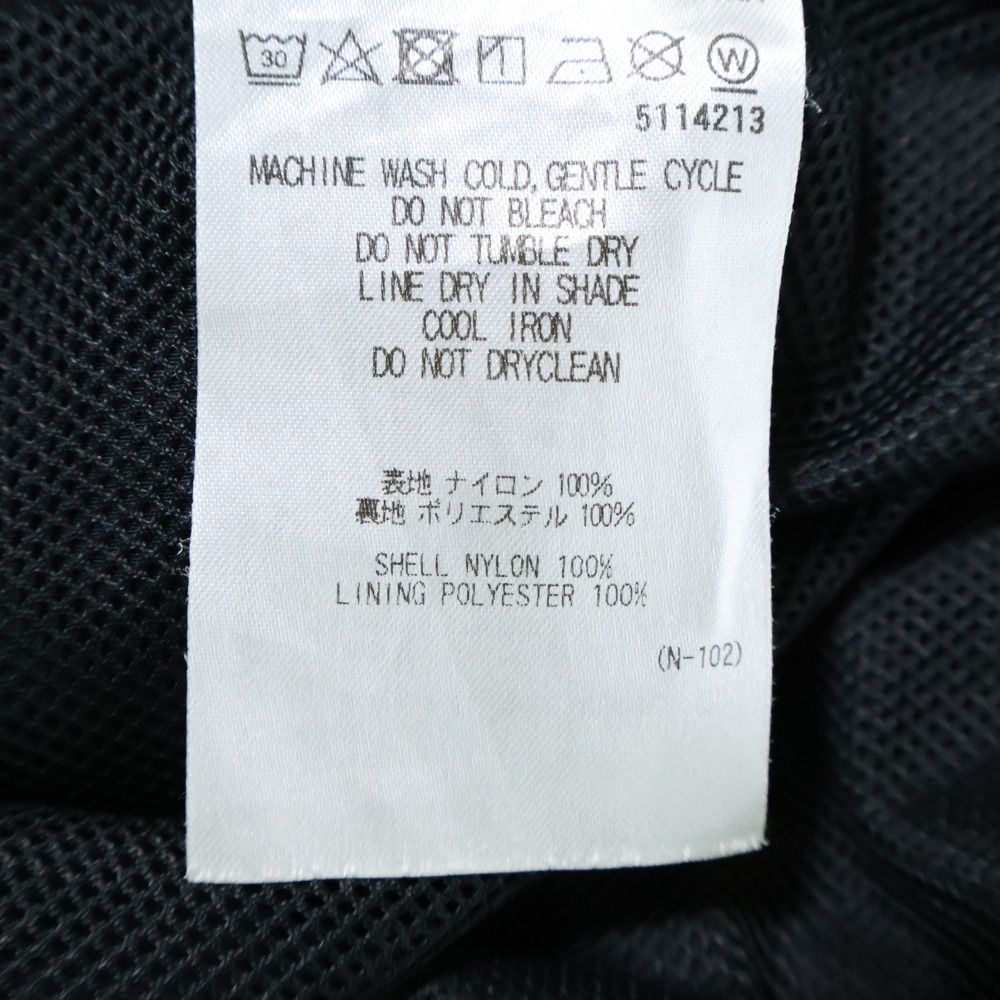 30 W
5114213
MACHINE WASH COLD,GENTLE CYCLE
DO NOT BLEACH
DO NOT TUMBLE DRY
LINE DRY IN SHADE
COOL IRON
DO NOT DRYCLEAN
表地 ナイロン 100%
裏地 ポリエステル 100%
SHELL NYLON 100%
LINING POLYESTER 100%
(N-102)